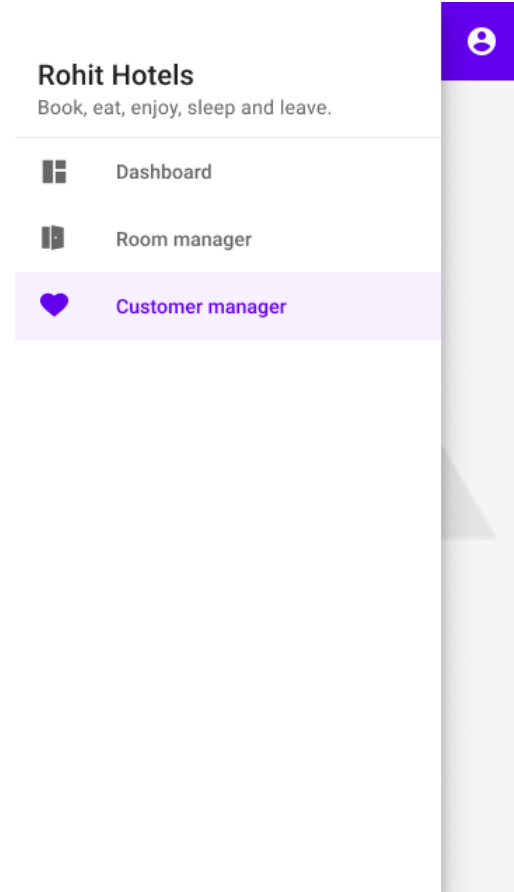 Rohit Hotels
Book, eat, enjoy, sleep and leave.
Dashboard
Room manager
Customer manager